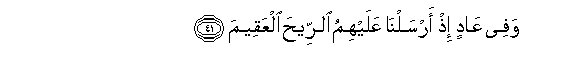 وَفِى عَادٍ إِذْ أَرْسَلْنَا عَلَيْهِمُ ٱلرِّيحَ ٱلْعَقِيمَ ٤١